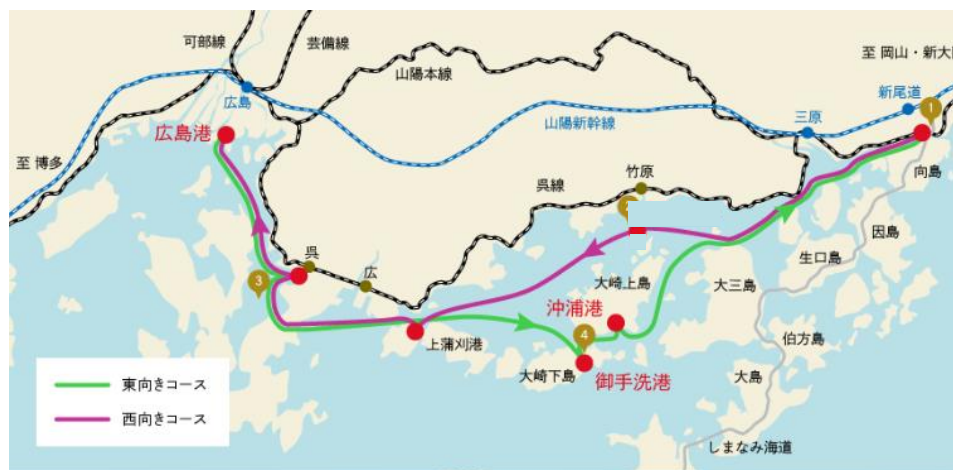 可部線
芸備線
至 岡山・新大
山陽本線
新尾道
1
広島
広島港
山陽新幹線
三原
至 博多
向島
竹原
呉線
因島
呉
生口島
3
広
大崎上島
大三島
沖浦港
4
上蒲刈港
伯方島
大崎下島
御手洗港
大島
東向きコース
西向きコース
しまなみ海道